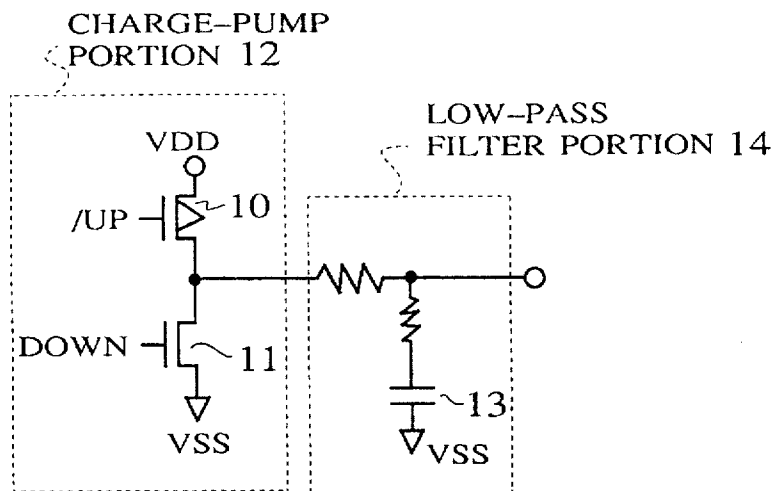 CHARGE-PUMP
PORTION 12
LOW-PASS
FILTER PORTION 14
VDD
/UP
10
DOWN
11
VSS
13
VSS